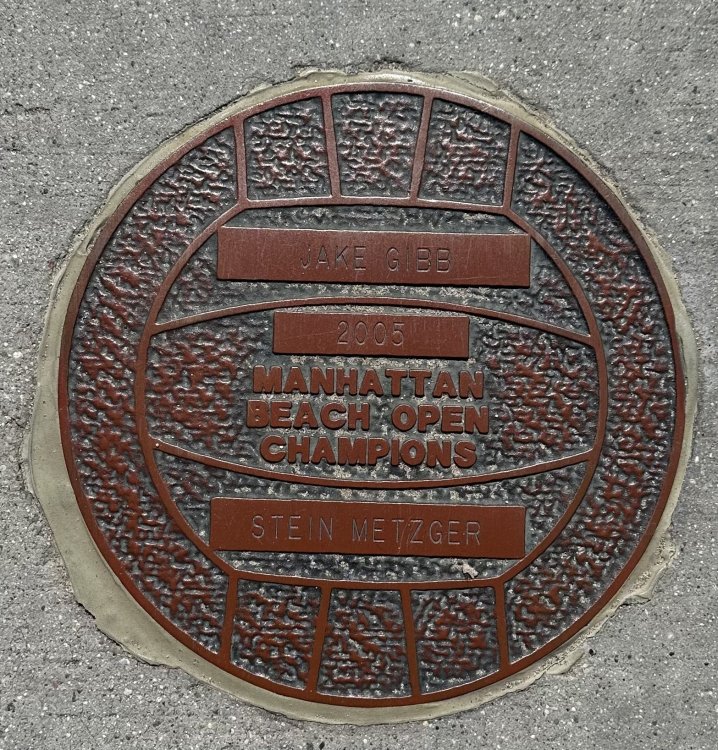 JAKE GIBB
2005
MANHATTAN
BEACH OPEN
CHAMPIONS
STEIN METZGER